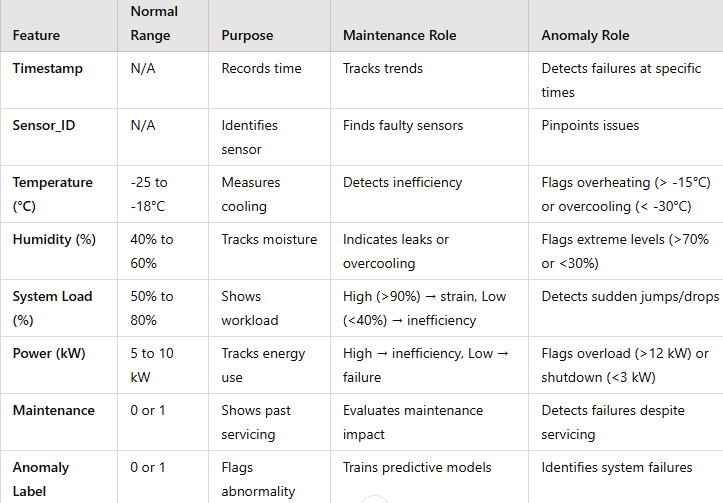 Feature
Normal
Range
Purpose
Maintenance Role
Anomaly Role
Timestamp
N/A
Records time
Tracks trends
Detects failures at specific
times
Sensor_ID
N/A
Identifies
sensor
Finds faulty sensors
Pinpoints issues
Temperature
(°C)
-25 to
-18°C
Measures
cooling
Detects inefficiency
Flags overheating (> -15°C)
or overcooling (< -30°C)
Humidity (%)
40% to
60%
Tracks moisture
Indicates leaks or
overcooling
Flags extreme levels (>70%
or <30%)
System Load
(%)
50% to
80%
Shows
workload
High (>90%) → strain, Low
(<40%) → inefficiency
Detects sudden jumps/drops
Power (kW)
5 to 10
kW
Tracks energy
use
High → inefficiency, Low →
failure
Flags overload (>12 kW) or
shutdown (<3 kW)
Maintenance
0 or 1
Shows past
servicing
Evaluates maintenance
impact
Detects failures despite
servicing
Anomaly
Label
0 or 1
Flags
abnormality
Trains predictive models
Identifies system failures